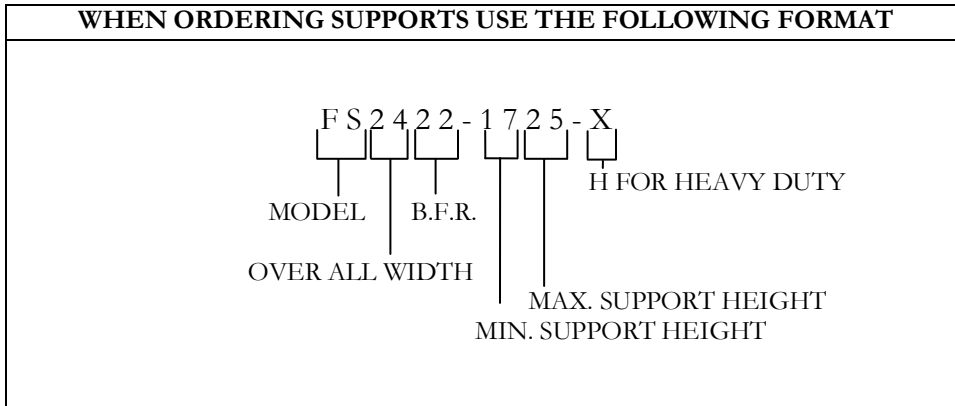 WHEN ORDERING SUPPORTS USE THE FOLLOWING FORMAT
F S 2 4 2 2 - 1 7 2 5 - X
H FOR HEAVY DUTY
MODEL B.F.R.
OVER ALL WIDTH
MAX. SUPPORT HEIGHT
MIN. SUPPORT HEIGHT